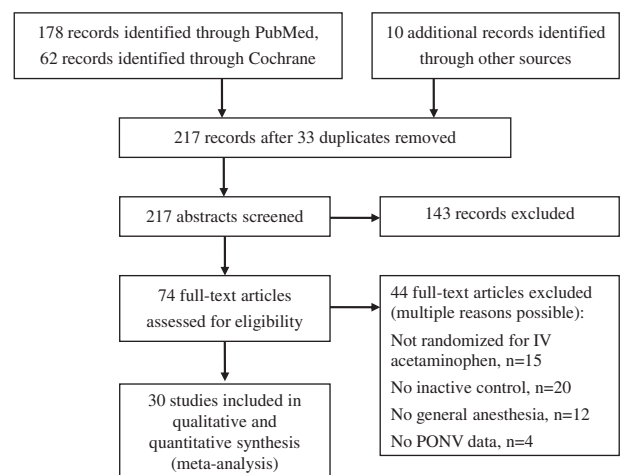 178 records identified through PubMed,
62 records identified through Cochrane
10 additional records identified
through other sources
217 records after 33 duplicates removed
217 abstracts screened
143 records excluded
74 full-text articles
assessed for eligibility
44 full-text articles excluded
(multiple reasons possible):
Not randomized for IV
acetaminophen, n=15
No inactive control, n=20
No general anesthesia, n=12
No PONV data, n=4
30 studies included in
qualitative and
quantitative synthesis
(meta-analysis)